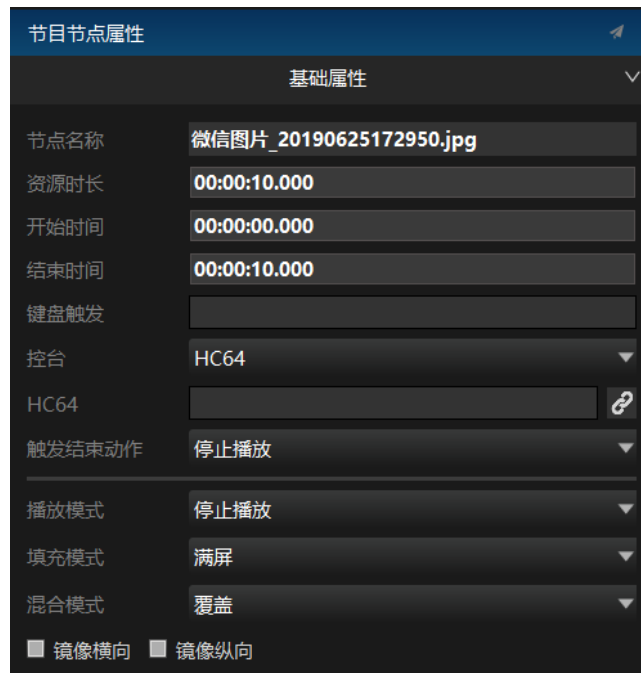 节目节点属性
基础属性
节点名称 微信图片_20190625172950.jpg
资源时长 00:00:10.000
开始时间 00:00:00.000
结束时间 00:00:10.000
键盘触发
控台 HC64
HC64
触发结束动作 停止播放
播放模式 停止播放
填充模式 满屏
混合模式 覆盖
镜像横向 镜像纵向